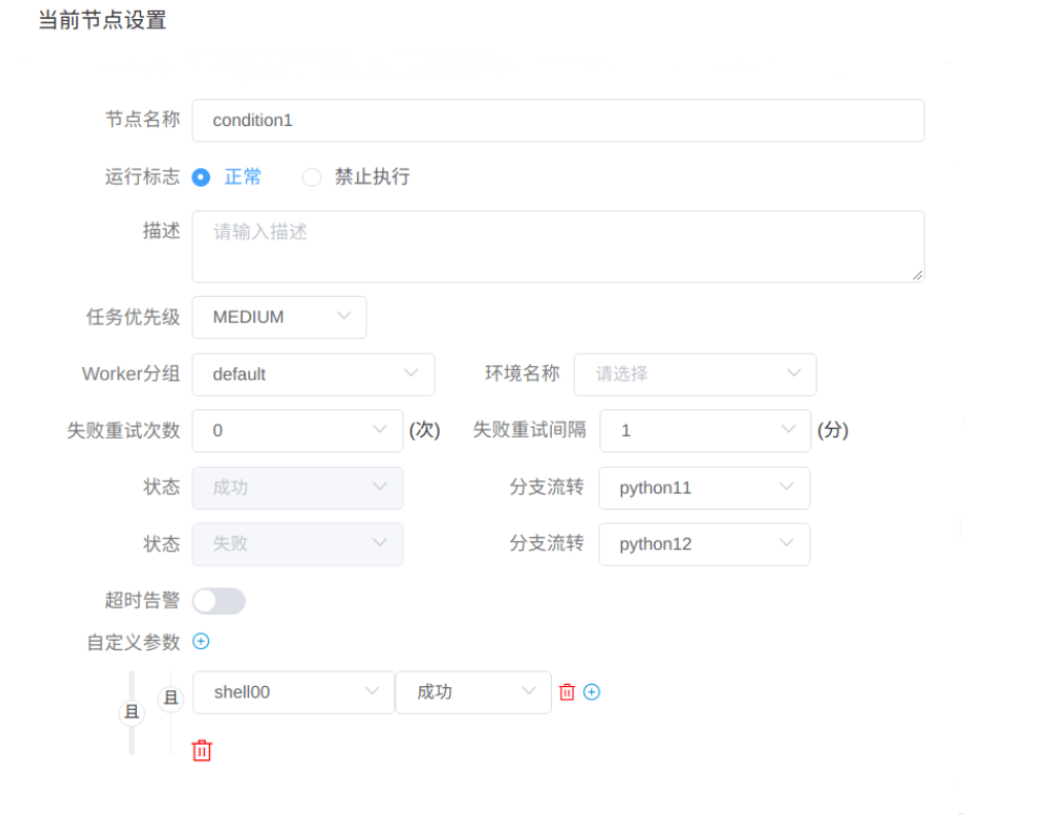 当前节点设置
节点名称 condition1
运行标志 正常 禁止执行
描述 请输入描述
任务优先级 MEDIUM
Worker分组 default 环境名称 请选择
失败重试次数 0 (次) 失败重试间隔 1 (分)
状态 成功 分支流转 python11
状态 失败 分支流转 python12
超时告警
自定义参数
且 且 shell00 成功